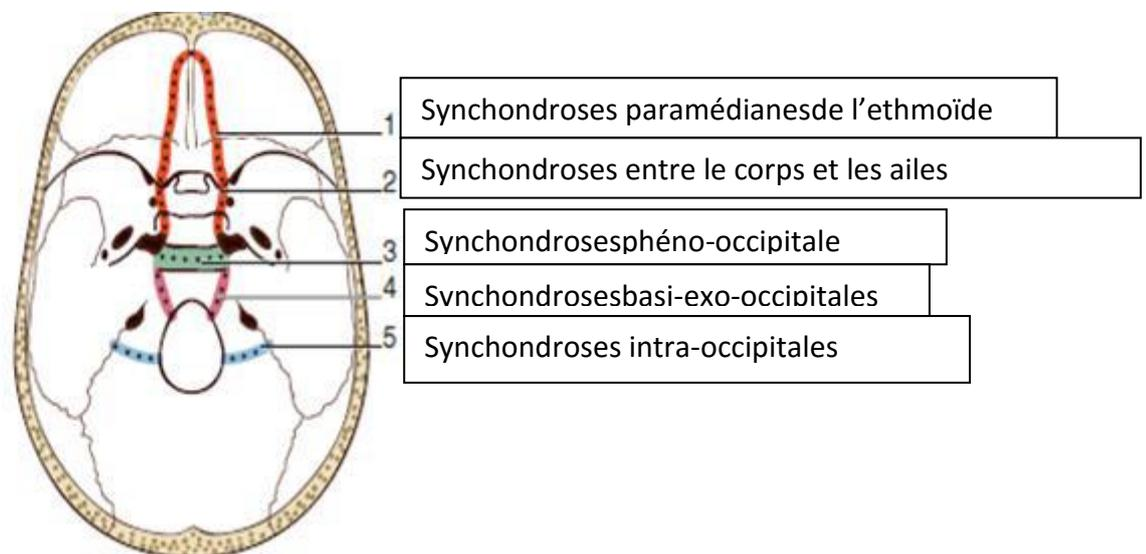 1 Synchondroses paramédianesde l’ethmoïde
2 Synchondroses entre le corps et les ailes
3 Synchondrosesphéno-occipitale
4 Synchondrosesbasi-exo-occipitales
5 Synchondroses intra-occipitales